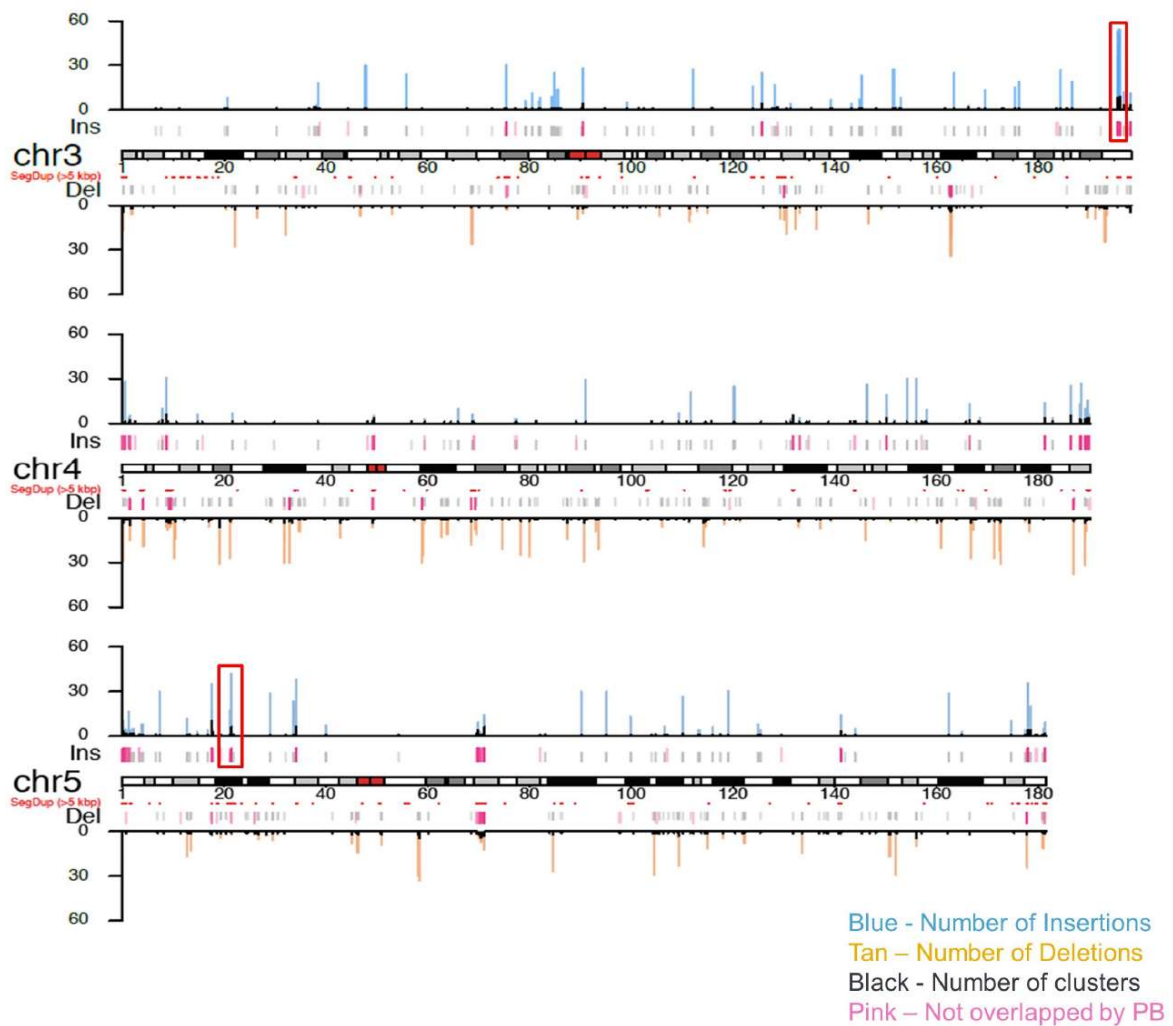 60
30
0
Ins
chr3
1 20 40 60 80 100 120 140 160 180
SegDup (>5 kbp)
Del
0
30
60
60
30
0
Ins
chr4
1 20 40 60 80 100 120 140 160 180
SegDup (>5 kbp)
Del
0
30
60
60
30
0
Ins
chr5
1 20 40 60 80 100 120 140 160 180
SegDup (>5 kbp)
Del
0
30
60
Blue - Number of Insertions
Tan – Number of Deletions
Black - Number of clusters
Pink – Not overlapped by PB